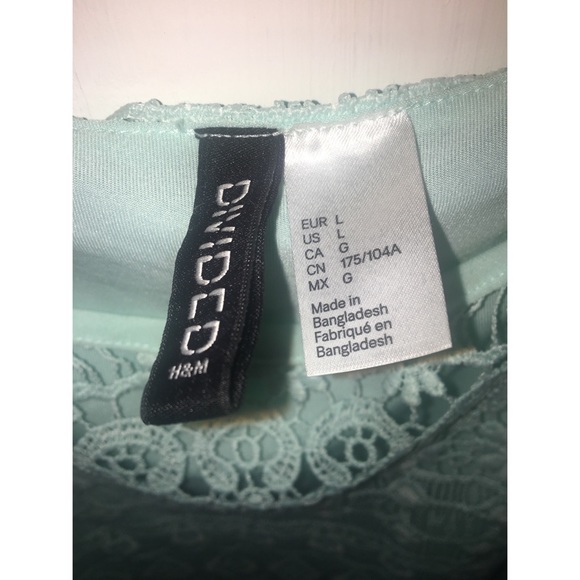 DIVIDED
H&M
EUR L
US L
CA G
CN 175/104A
MX G
Made in
Bangladesh
Fabriqué en
Bangladesh